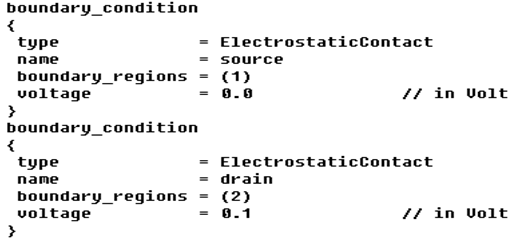 boundary_condition
{
 type = ElectrostaticContact
 name = source
 boundary_regions = (1)
 voltage = 0.0 // in Volt
}
boundary_condition
{
 type = ElectrostaticContact
 name = drain
 boundary_regions = (2)
 voltage = 0.1 // in Volt
}